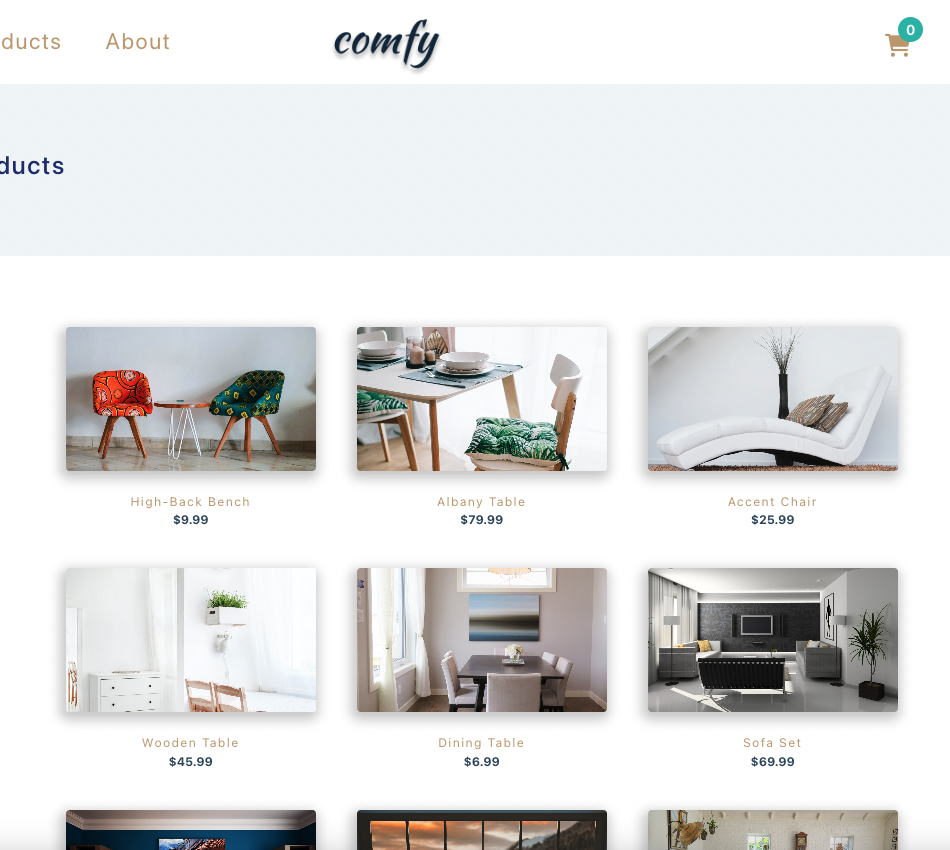 ducts About comfy 0
ducts
High-Back Bench Albany Table Accent Chair
$9.99 $79.99 $25.99
Wooden Table Dining Table Sofa Set
$45.99 $6.99 $69.99